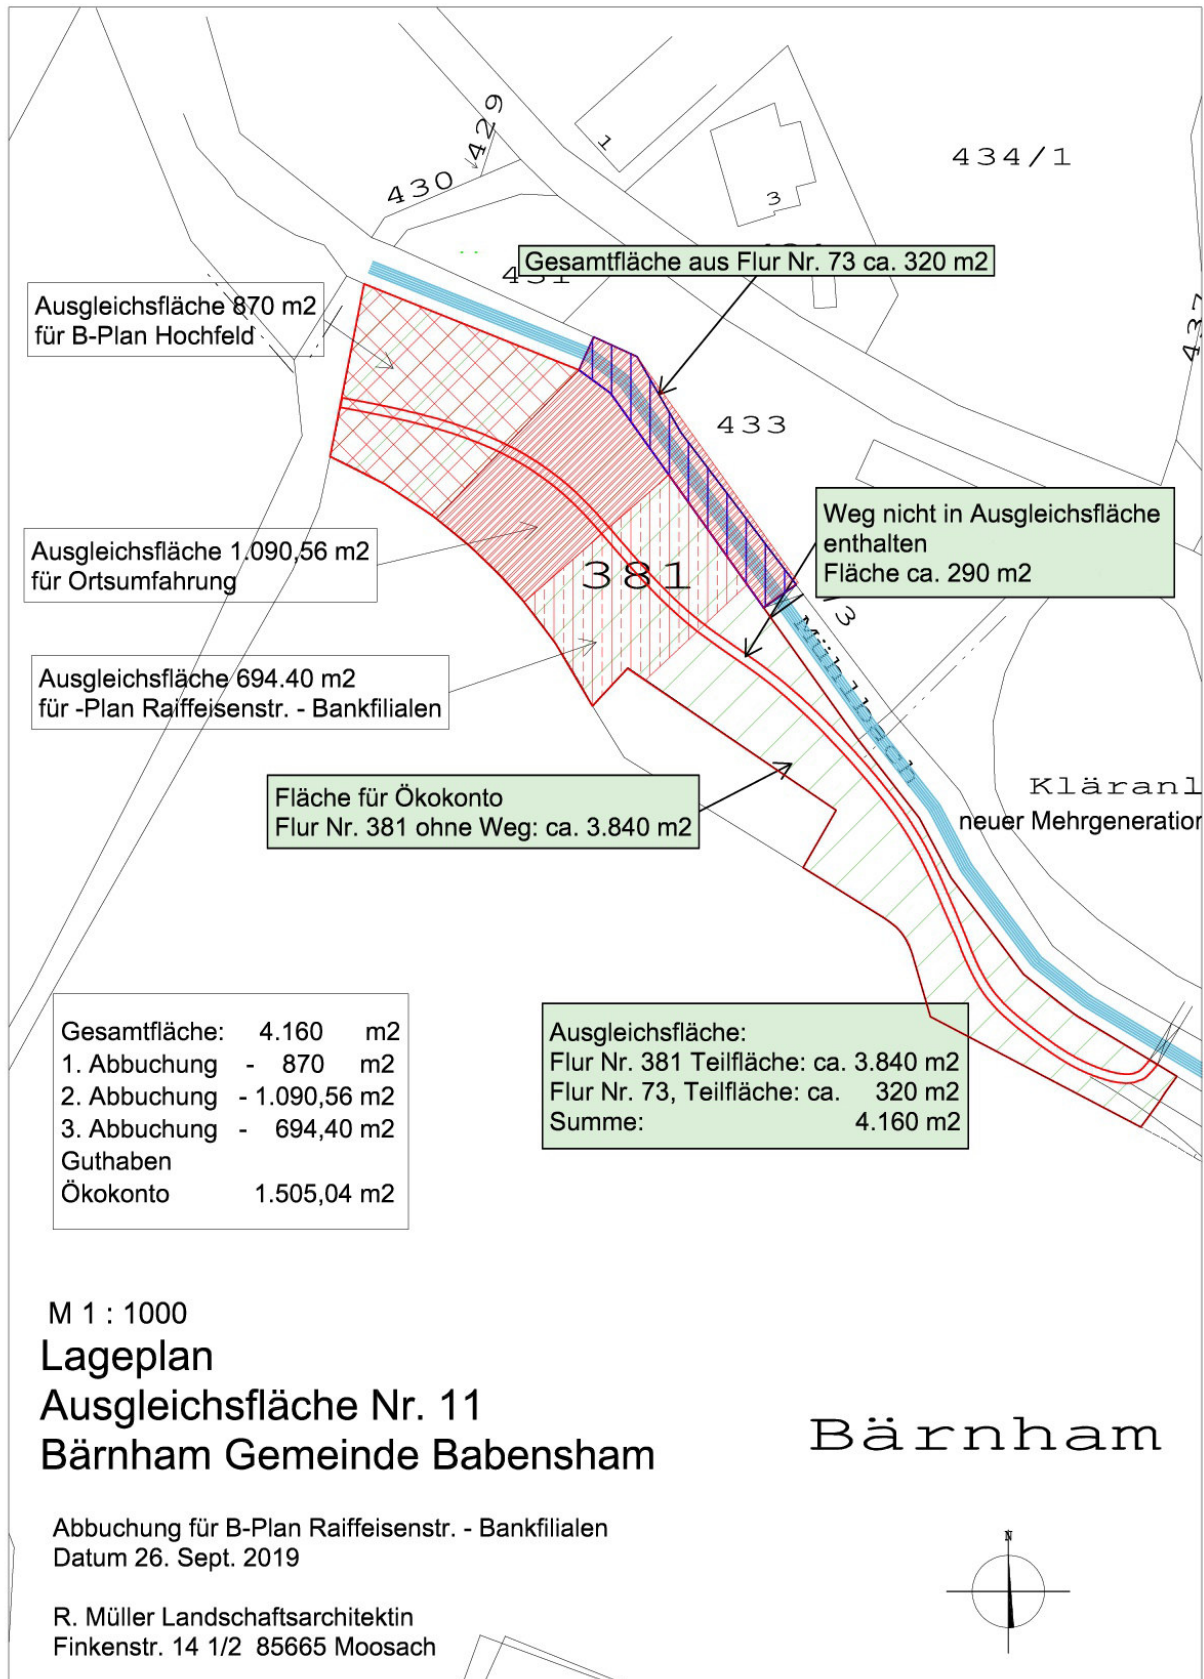 429
430
1
434/1
3
431
Gesamtfläche aus Flur Nr. 73 ca. 320 m2
Ausgleichsfläche 870 m2
für B-Plan Hochfeld
437
433
Weg nicht in Ausgleichsfläche
enthalten
Fläche ca. 290 m2
Ausgleichsfläche 1.090,56 m2
für Ortsumfahrung
381
3
Mühlbach
Ausgleichsfläche 694.40 m2
für -Plan Raiffeisenstr. - Bankfilialen
Fläche für Ökokonto
Flur Nr. 381 ohne Weg: ca. 3.840 m2
Kläranl
neuer Mehrgeneration
Gesamtfläche: 4.160 m2
1. Abbuchung - 870 m2
2. Abbuchung - 1.090,56 m2
3. Abbuchung - 694,40 m2
Guthaben
Ökokonto 1.505,04 m2
Ausgleichsfläche:
Flur Nr. 381 Teilfläche: ca. 3.840 m2
Flur Nr. 73, Teilfläche: ca. 320 m2
Summe: 4.160 m2
M 1 : 1000
Lageplan
Ausgleichsfläche Nr. 11
Bärnham Gemeinde Babensham
Bärnham
Abbuchung für B-Plan Raiffeisenstr. - Bankfilialen
Datum 26. Sept. 2019
N
R. Müller Landschaftsarchitektin
Finkenstr. 14 1/2 85665 Moosach